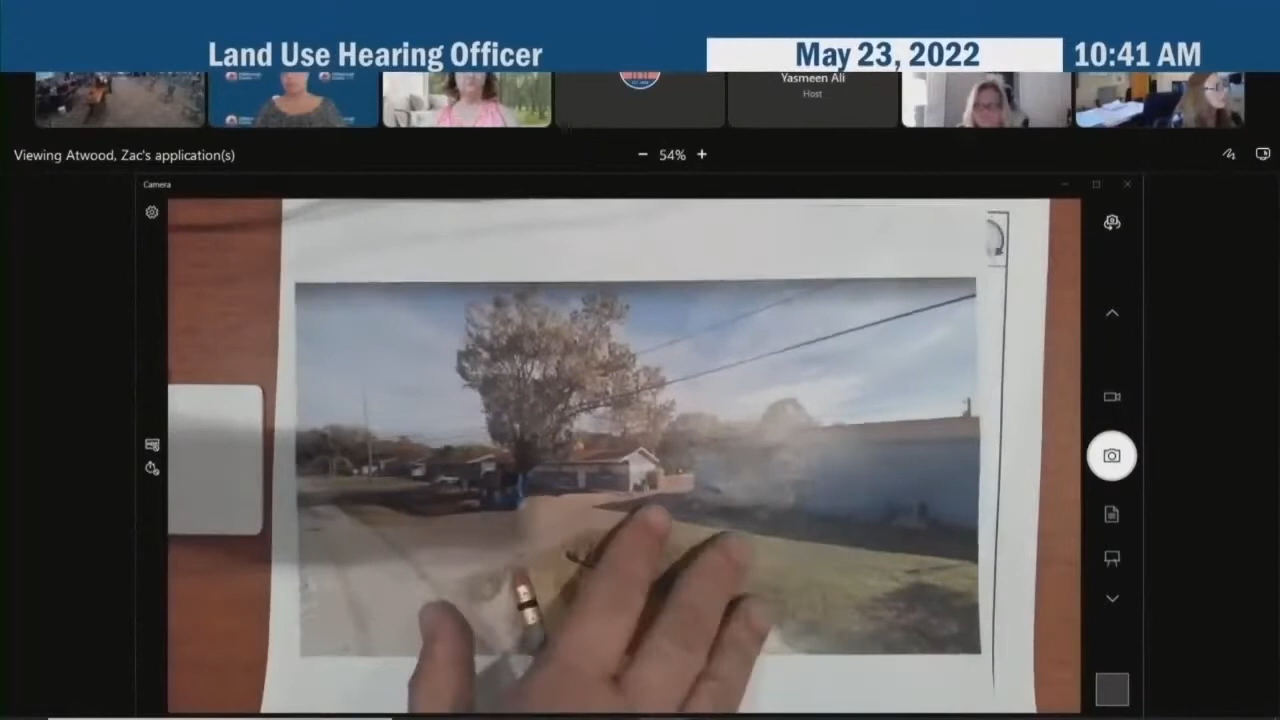 Land Use Hearing Officer
May 23, 2022
10:41 AM
Yasmeen Ali
Host
Viewing Atwood, Zac's application(s)
54%
Camera